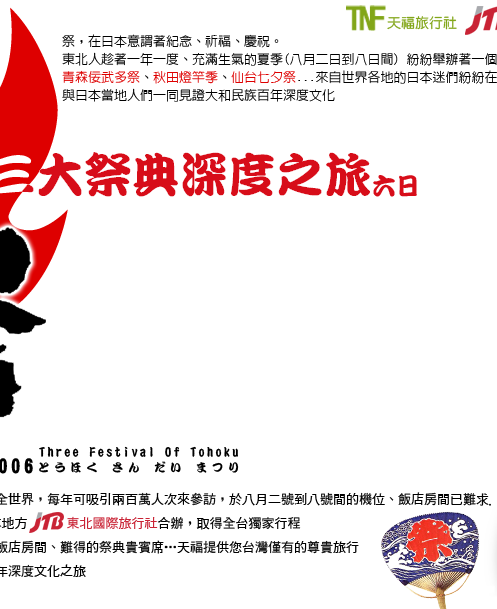 TNF 天福旅行社 JTB
祭，在日本意謂著紀念、祈福、慶祝。
東北人趁著一年一度、充滿生氣的夏季(八月二日到八日間) 紛紛舉辦著一個
青森佞武多祭、秋田燈竿季、仙台七夕祭...來自世界各地的日本迷們紛紛在
與日本當地人們一同見證大和民族百年深度文化
三大祭典深度之旅六日
Three Festival Of Tohoku
006 とうほく さん だい まつり
全世界，每年可吸引兩百萬人次來參訪，於八月二號到八號間的機位、飯店房間已難求.
地方 JTB 東北國際旅行社合辦，取得全台獨家行程
飯店房間、難得的祭典貴賓席…天福提供您台灣僅有的尊貴旅行
年深度文化之旅
祭